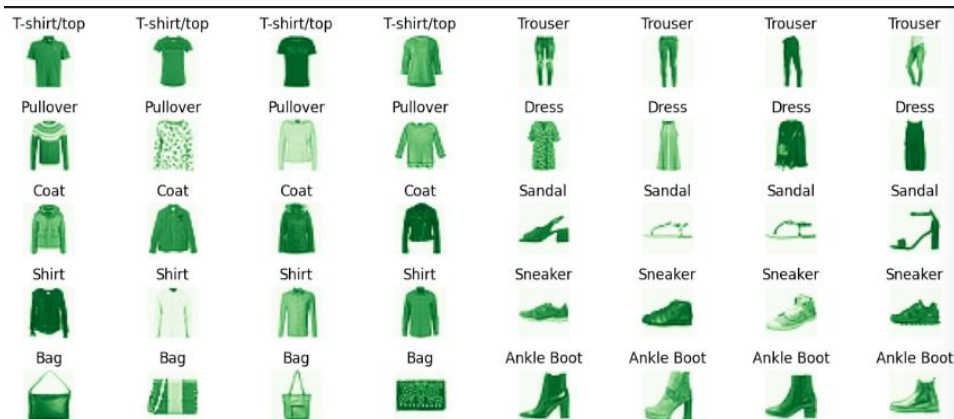 T-shirt/top T-shirt/top T-shirt/top T-shirt/top Trouser Trouser Trouser Trouser
Pullover Pullover Pullover Pullover Dress Dress Dress Dress
Coat Coat Coat Coat Sandal Sandal Sandal Sandal
Shirt Shirt Shirt Shirt Sneaker Sneaker Sneaker Sneaker
Bag Bag Bag Bag Ankle Boot Ankle Boot Ankle Boot Ankle Boot